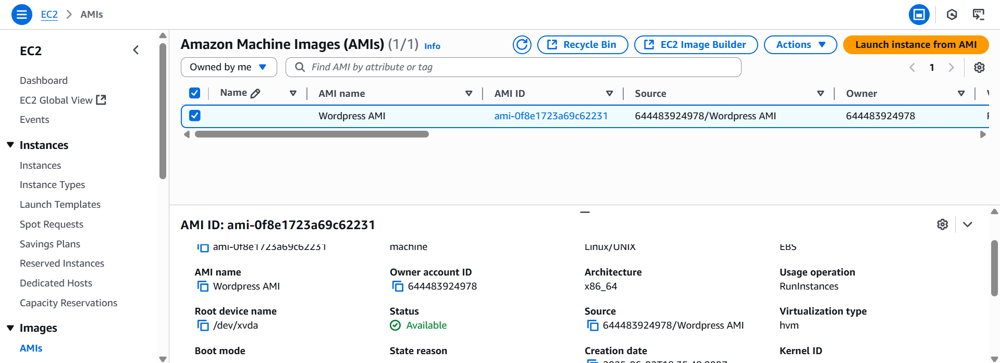 EC2 > AMIs
EC2
Dashboard
EC2 Global View
Events
Instances
Instances
Instance Types
Launch Templates
Spot Requests
Savings Plans
Reserved Instances
Dedicated Hosts
Capacity Reservations
Images
AMIs
Amazon Machine Images (AMIs) (1/1) Info
Recycle Bin
EC2 Image Builder
Actions
Launch instance from AMI
Owned by me
Find AMI by attribute or tag
1
Name AMI name AMI ID Source Owner
Wordpress AMI ami-0f8e1723a69c62231 644483924978/Wordpress AMI 644483924978
AMI ID: ami-0f8e1723a69c62231
ami-0f8e1723a69c62231 machine Linux/UNIX EBS
AMI name Owner account ID Architecture Usage operation
Wordpress AMI 644483924978 x86_64 RunInstances
Root device name Status Source Virtualization type
/dev/xvda Available 644483924978/Wordpress AMI hvm
Boot mode State reason Creation date Kernel ID